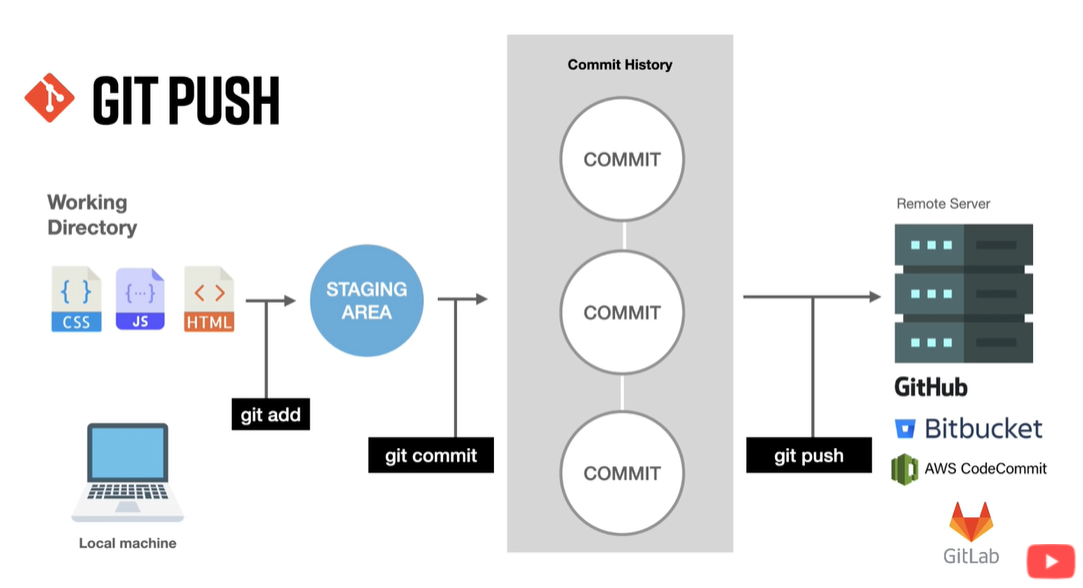 GIT PUSH
Commit History
COMMIT
COMMIT
COMMIT
Working
Directory
CSS
JS
HTML
STAGING
AREA
git add
git commit
git push
Local machine
Remote Server
GitHub
Bitbucket
AWS CodeCommit
GitLab